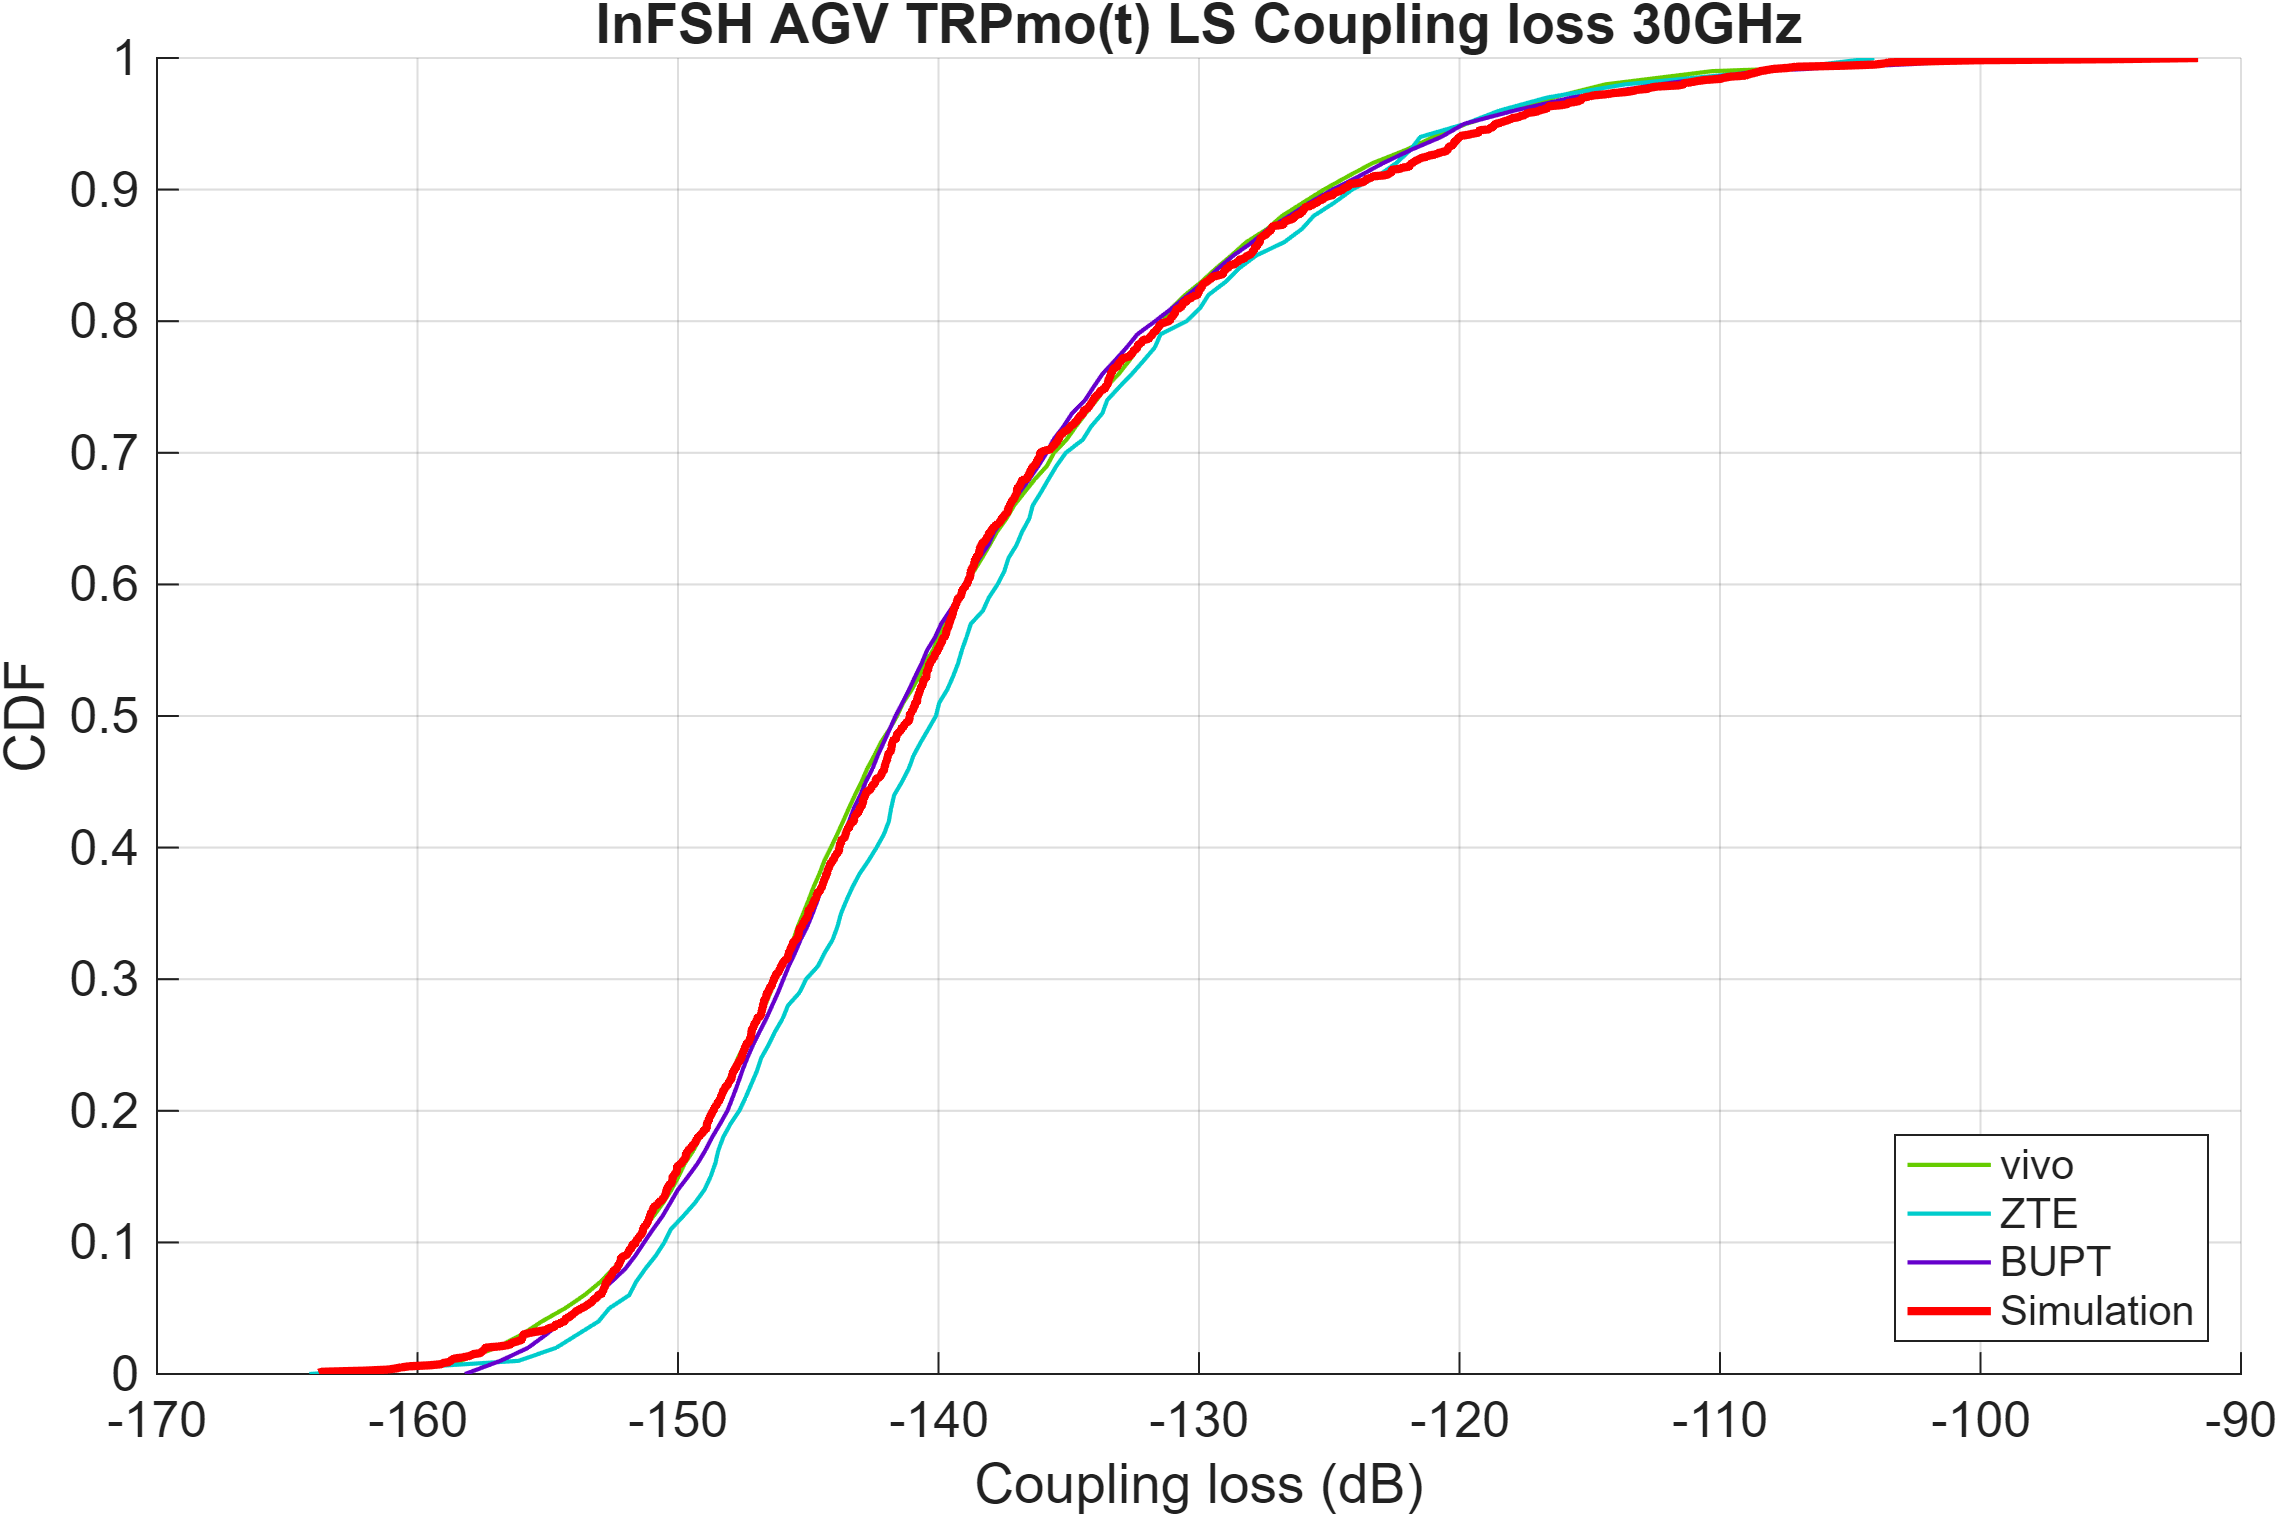 InFSH AGV TRPmo(t) LS Coupling loss 30GHz
1
0.9
0.8
0.7
0.6
0.5
0.4
0.3
0.2
0.1
0
CDF
vivo
ZTE
BUPT
Simulation
-170 -160 -150 -140 -130 -120 -110 -100 -90
Coupling loss (dB)